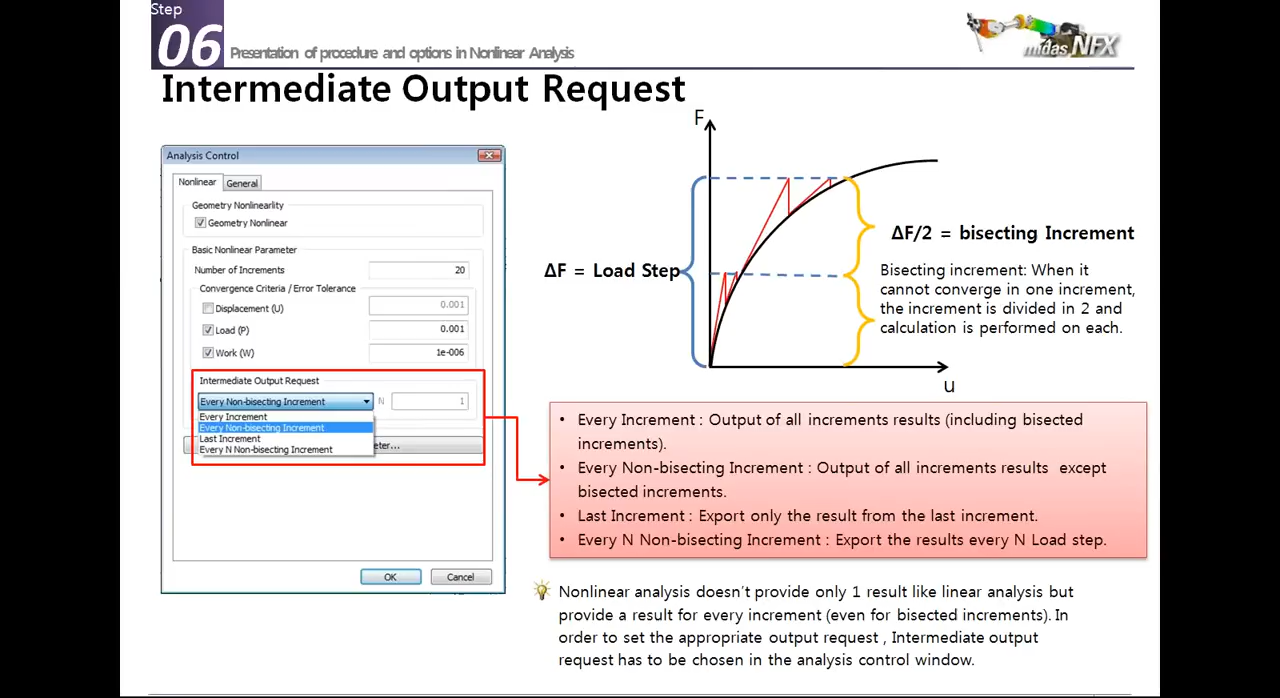 Step
06
Presentation of procedure and options in Nonlinear Analysis
midas NFX
Intermediate Output Request
Analysis Control
Nonlinear
General
Geometry Nonlinearlity
Geometry Nonlinear
Basic Nonlinear Parameter
Number of Increments
20
Convergence Criteria / Error Tolerance
Displacement (U)
0.001
Load (P)
0.001
Work (W)
1e-006
Intermediate Output Request
Every Non-bisecting Increment
N
1
Every Increment
Every Non-bisecting Increment
Last Increment
Every N Non-bisecting Increment
eter...
OK
Cancel
F
u
ΔF = Load Step
ΔF/2 = bisecting Increment
Bisecting increment: When it
cannot converge in one increment,
the increment is divided in 2 and
calculation is performed on each.
• Every Increment : Output of all increments results (including bisected
increments).
• Every Non-bisecting Increment : Output of all increments results except
bisected increments.
• Last Increment : Export only the result from the last increment.
• Every N Non-bisecting Increment : Export the results every N Load step.
Nonlinear analysis doesn't provide only 1 result like linear analysis but
provide a result for every increment (even for bisected increments). In
order to set the appropriate output request , Intermediate output
request has to be chosen in the analysis control window.